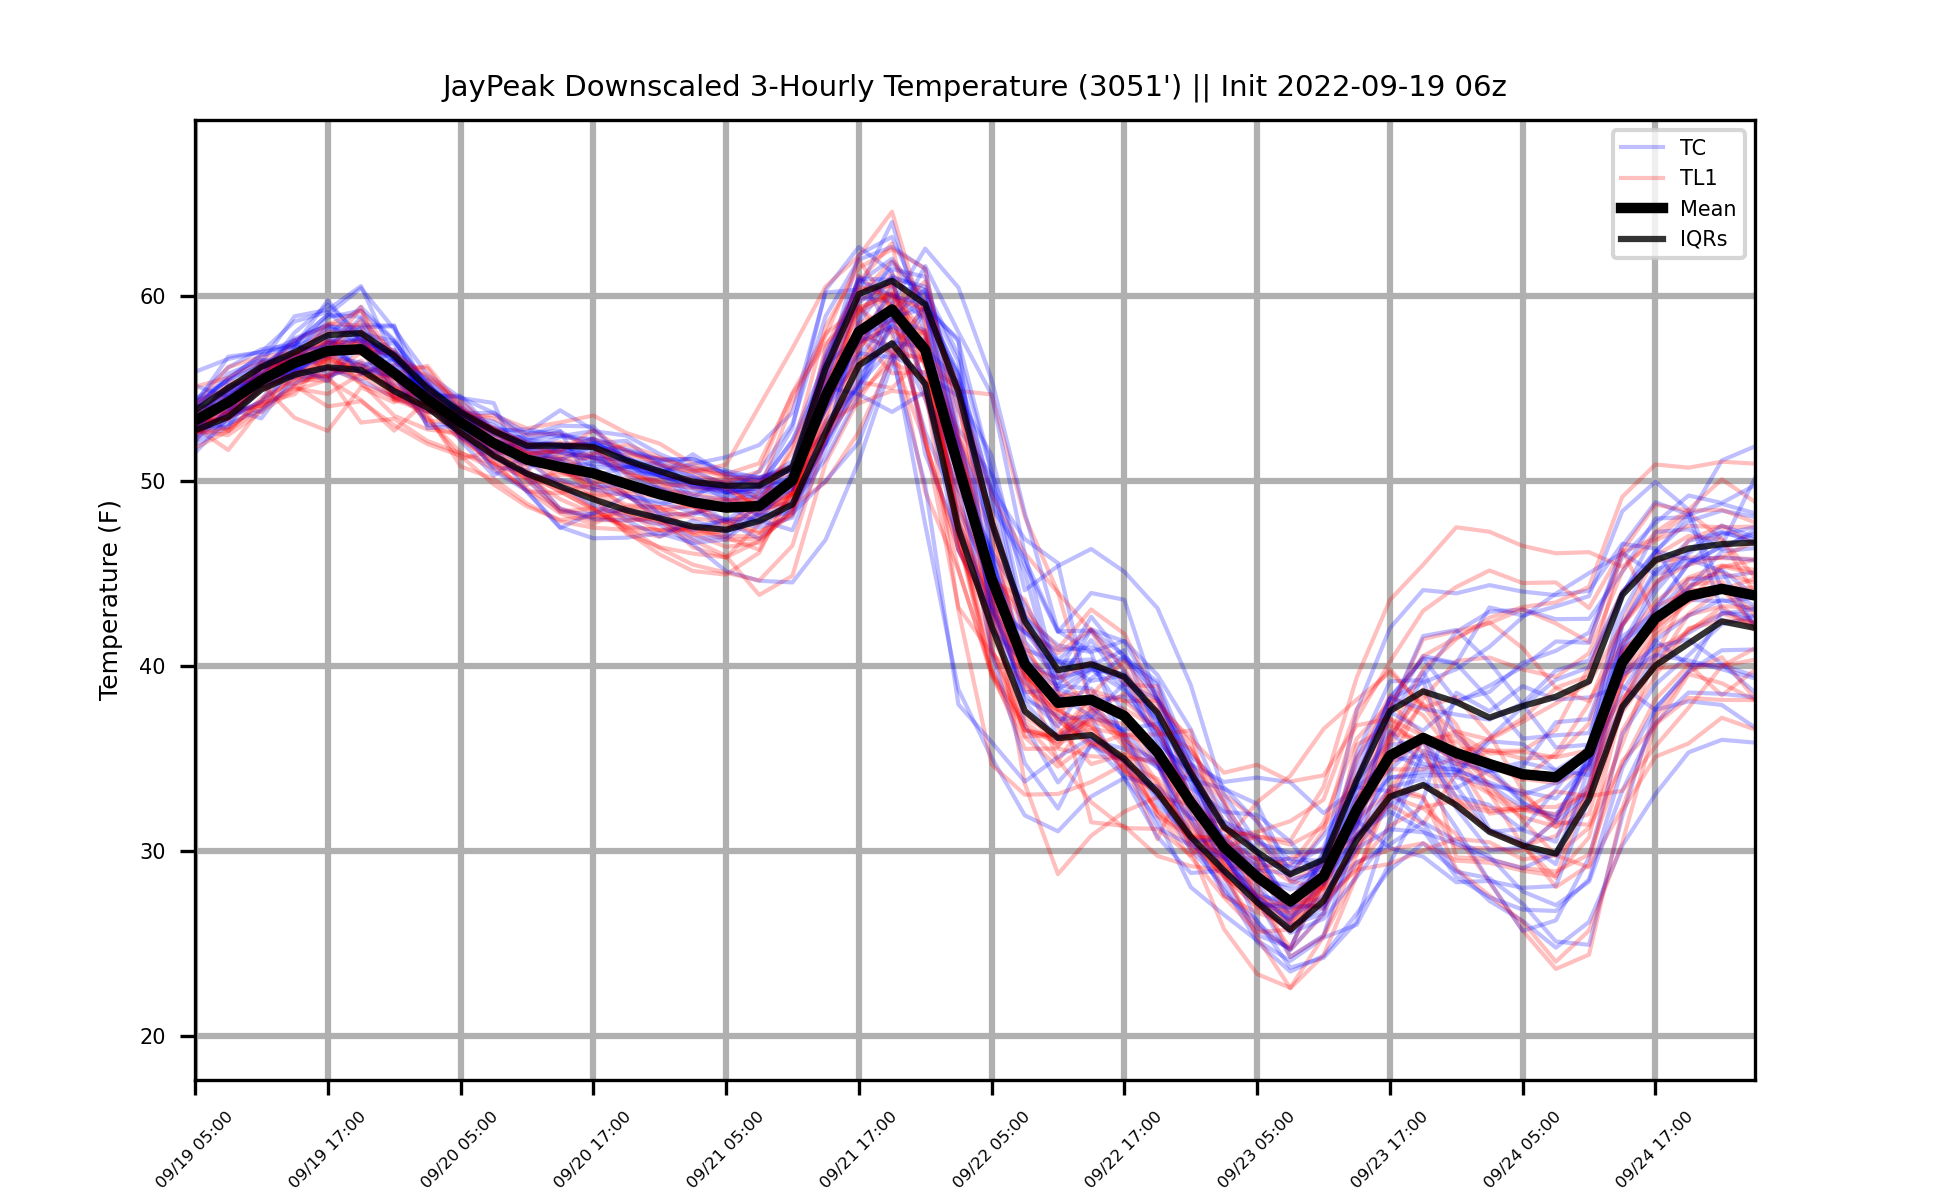 JayPeak Downscaled 3-Hourly Temperature (3051') || Init 2022-09-19 06z
TC
TL1
Mean
IQRs
Temperature (F)
60
50
40
30
20
09/19 05:00
09/19 17:00
09/20 05:00
09/20 17:00
09/21 05:00
09/21 17:00
09/22 05:00
09/22 17:00
09/23 05:00
09/23 17:00
09/24 05:00
09/24 17:00